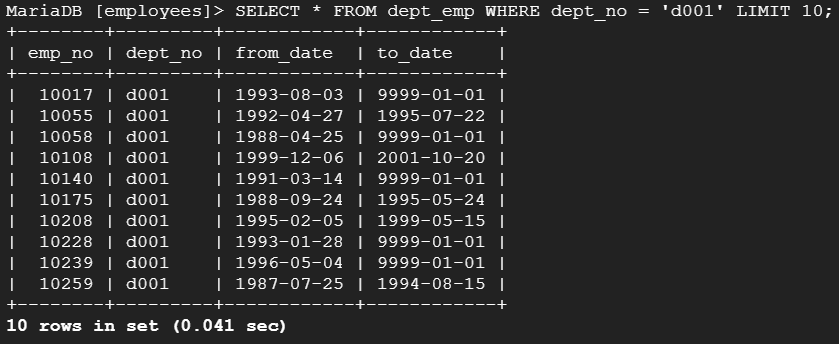 MariaDB [employees]> SELECT * FROM dept_emp WHERE dept_no = 'd001' LIMIT 10;
+--------+---------+------------+------------+
| emp_no | dept_no | from_date  | to_date    |
+--------+---------+------------+------------+
|  10017 | d001    | 1993-08-03 | 9999-01-01 |
|  10055 | d001    | 1992-04-27 | 1995-07-22 |
|  10058 | d001    | 1988-04-25 | 9999-01-01 |
|  10108 | d001    | 1999-12-06 | 2001-10-20 |
|  10140 | d001    | 1991-03-14 | 9999-01-01 |
|  10175 | d001    | 1988-09-24 | 1995-05-24 |
|  10208 | d001    | 1995-02-05 | 1999-05-15 |
|  10228 | d001    | 1993-01-28 | 9999-01-01 |
|  10239 | d001    | 1996-05-04 | 9999-01-01 |
|  10259 | d001    | 1987-07-25 | 1994-08-15 |
+--------+---------+------------+------------+
10 rows in set (0.041 sec)